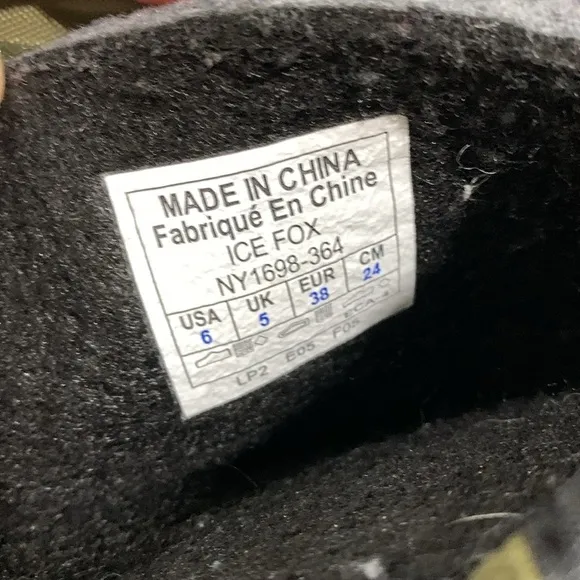 MADE IN CHINA
Fabriqué En Chine
ICE FOX
NY1698-364
USA UK EUR CM
6 5 38 24
ECA
LP2 E05 F05